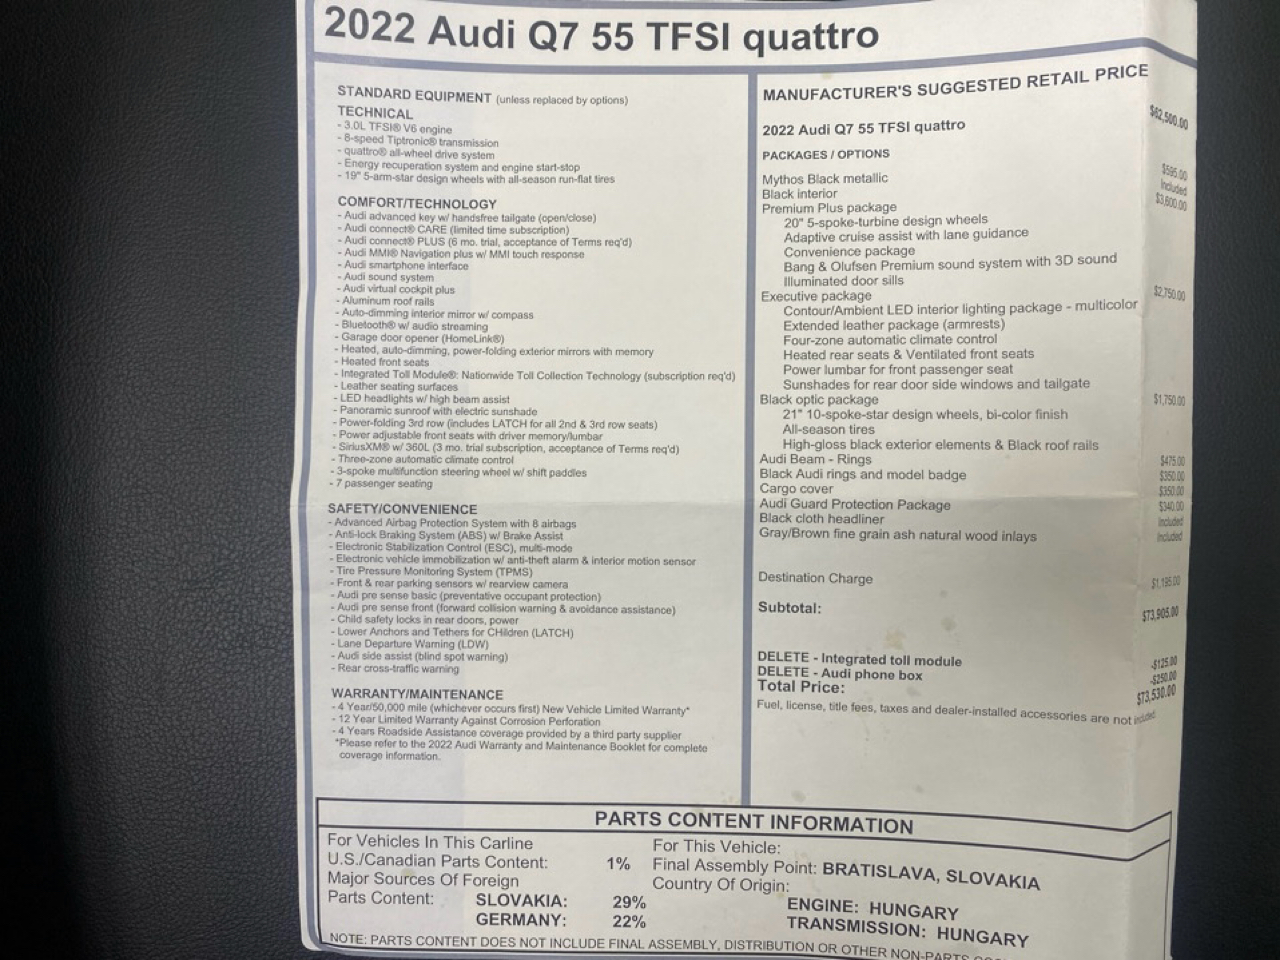 2022 Audi Q7 55 TFSI quattro
STANDARD EQUIPMENT (unless replaced by options)
TECHNICAL
- 3.0L TFSI® V6 engine
- 8-speed Tiptronic® transmission
- quattro® all-wheel drive system
- Energy recuperation system and engine start-stop
- 19" 5-arm-star design wheels with all-season run-flat tires
COMFORT/TECHNOLOGY
- Audi advanced key w/ handsfree tailgate (open/close)
- Audi connect® CARE (limited time subscription)
- Audi connect® PLUS (6 mo. trial, acceptance of Terms req'd)
- Audi MMI® Navigation plus w/ MMI touch response
- Audi smartphone interface
- Audi sound system
- Audi virtual cockpit plus
- Aluminum roof rails
- Auto-dimming interior mirror w/ compass
- Bluetooth® w/ audio streaming
- Garage door opener (HomeLink®)
- Heated, auto-dimming, power-folding exterior mirrors with memory
- Heated front seats
- Integrated Toll Module®: Nationwide Toll Collection Technology (subscription req'd)
- Leather seating surfaces
- LED headlights w/ high beam assist
- Panoramic sunroof with electric sunshade
- Power-folding 3rd row (includes LATCH for all 2nd & 3rd row seats)
- Power adjustable front seats with driver memory/lumbar
- SiriusXM® w/ 360L (3 mo. trial subscription, acceptance of Terms req'd)
- Three-zone automatic climate control
- 3-spoke multifunction steering wheel w/ shift paddles
- 7 passenger seating
SAFETY/CONVENIENCE
- Advanced Airbag Protection System with 8 airbags
- Anti-lock Braking System (ABS) w/ Brake Assist
- Electronic Stabilization Control (ESC), multi-mode
- Electronic vehicle immobilization w/ anti-theft alarm & interior motion sensor
- Tire Pressure Monitoring System (TPMS)
- Front & rear parking sensors w/ rearview camera
- Audi pre sense basic (preventative occupant protection)
- Audi pre sense front (forward collision warning & avoidance assistance)
- Child safety locks in rear doors, power
- Lower Anchors and Tethers for CHildren (LATCH)
- Lane Departure Warning (LDW)
- Audi side assist (blind spot warning)
- Rear cross-traffic warning
WARRANTY/MAINTENANCE
- 4 Year/50,000 mile (whichever occurs first) New Vehicle Limited Warranty*
- 12 Year Limited Warranty Against Corrosion Perforation
- 4 Years Roadside Assistance coverage provided by a third party supplier
*Please refer to the 2022 Audi Warranty and Maintenance Booklet for complete
coverage information.
MANUFACTURER'S SUGGESTED RETAIL PRICE
2022 Audi Q7 55 TFSI quattro $62,500.00
PACKAGES / OPTIONS
Mythos Black metallic $595.00
Black interior Included
Premium Plus package $3,600.00
20" 5-spoke-turbine design wheels
Adaptive cruise assist with lane guidance
Convenience package
Bang & Olufsen Premium sound system with 3D sound
Illuminated door sills
Executive package $2,750.00
Contour/Ambient LED interior lighting package - multicolor
Extended leather package (armrests)
Four-zone automatic climate control
Heated rear seats & Ventilated front seats
Power lumbar for front passenger seat
Sunshades for rear door side windows and tailgate
Black optic package $1,750.00
21" 10-spoke-star design wheels, bi-color finish
All-season tires
High-gloss black exterior elements & Black roof rails
Audi Beam - Rings $475.00
Black Audi rings and model badge $350.00
Cargo cover $350.00
Audi Guard Protection Package $340.00
Black cloth headliner Included
Gray/Brown fine grain ash natural wood inlays Included
Destination Charge $1,195.00
Subtotal: $73,905.00
DELETE - Integrated toll module -$125.00
DELETE - Audi phone box -$250.00
Total Price: $73,530.00
Fuel, license, title fees, taxes and dealer-installed accessories are not included.
PARTS CONTENT INFORMATION
For Vehicles In This Carline
U.S./Canadian Parts Content: 1%
Major Sources Of Foreign
Parts Content: SLOVAKIA: 29%
GERMANY: 22%
For This Vehicle:
Final Assembly Point: BRATISLAVA, SLOVAKIA
Country Of Origin:
ENGINE: HUNGARY
TRANSMISSION: HUNGARY
NOTE: PARTS CONTENT DOES NOT INCLUDE FINAL ASSEMBLY, DISTRIBUTION OR OTHER NON-PARTS